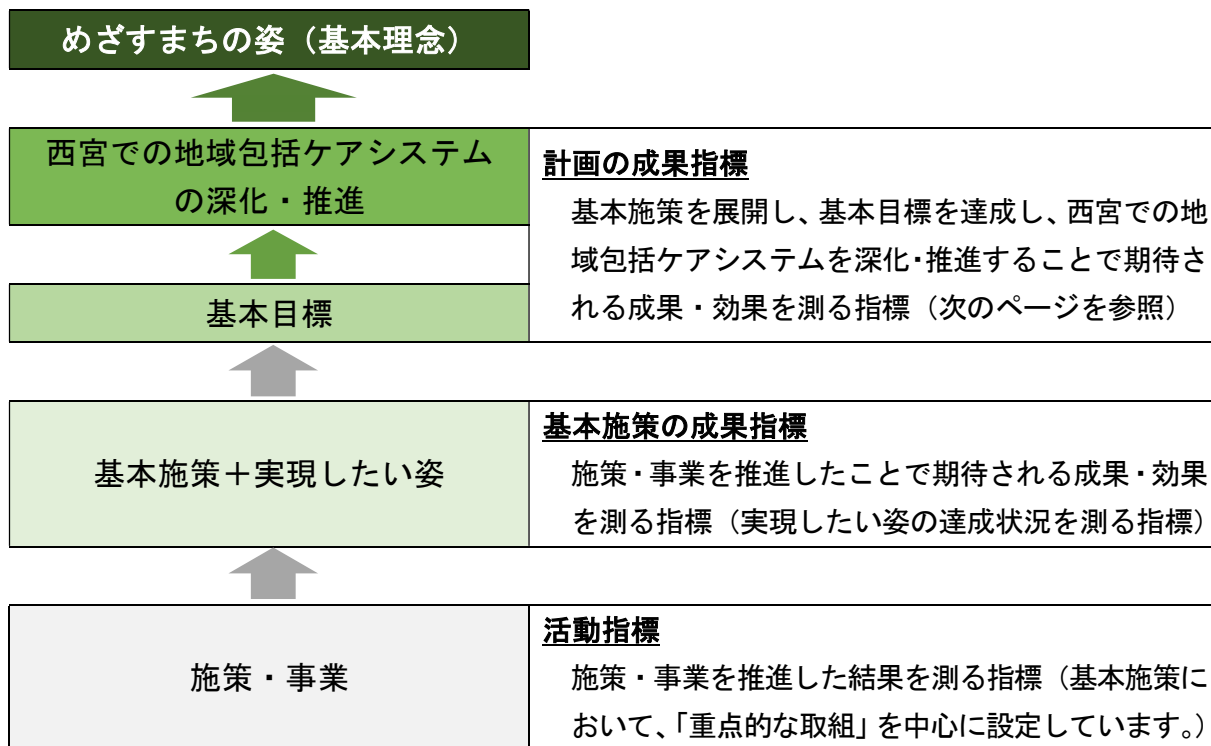 めざすまちの姿（基本理念）
西宮での地域包括ケアシステム
の深化・推進
計画の成果指標
基本施策を展開し、基本目標を達成し、西宮での地
域包括ケアシステムを深化・推進することで期待さ
れる成果・効果を測る指標（次のページを参照）
基本目標
基本施策＋実現したい姿
基本施策の成果指標
施策・事業を推進したことで期待される成果・効果
を測る指標（実現したい姿の達成状況を測る指標）
施策・事業
活動指標
施策・事業を推進した結果を測る指標（基本施策に
おいて、「重点的な取組」を中心に設定しています。）